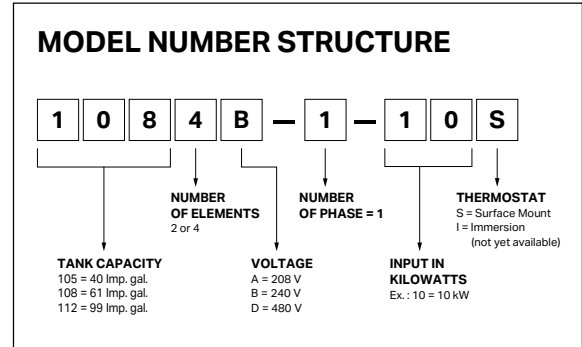 MODEL NUMBER STRUCTURE
1 0 8 4 B – 1 – 1 0 S
NUMBER
OF ELEMENTS
2 or 4
NUMBER
OF PHASE = 1
THERMOSTAT
S = Surface Mount
I = Immersion
(not yet available)
TANK CAPACITY
105 = 40 Imp. gal.
108 = 61 Imp. gal.
112 = 99 Imp. gal.
VOLTAGE
A = 208 V
B = 240 V
D = 480 V
INPUT IN
KILOWATTS
Ex. : 10 = 10 kW